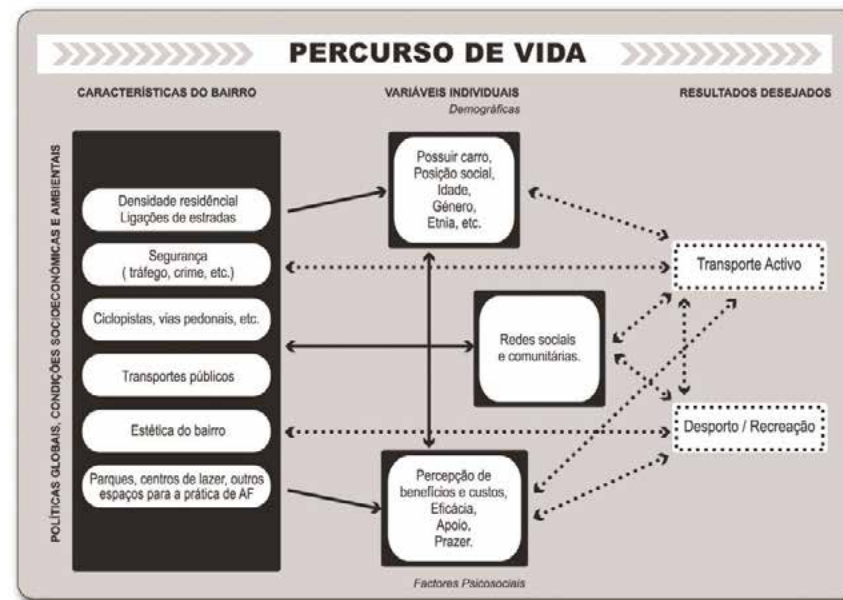 PERCURSO DE VIDA
CARACTERÍSTICAS DO BAIRRO
VARIÁVEIS INDIVIDUAIS
Demográficas
RESULTADOS DESEJADOS
POLÍTICAS GLOBAIS, CONDIÇÕES SOCIOECONÓMICAS E AMBIENTAIS
Densidade residêncial
Ligações de estradas
Segurança
( tráfego, crime, etc.)
Ciclopistas, vias pedonais, etc.
Transportes públicos
Estética do bairro
Parques, centros de lazer, outros
espaços para a prática de AF
Possuir carro,
Posição social,
Idade,
Género,
Etnia, etc.
Redes sociais
e comunitárias.
Percepção de
benefícios e custos,
Eficácia,
Apoio,
Prazer.
Factores Psicosociais
Transporte Activo
Desporto / Recreação